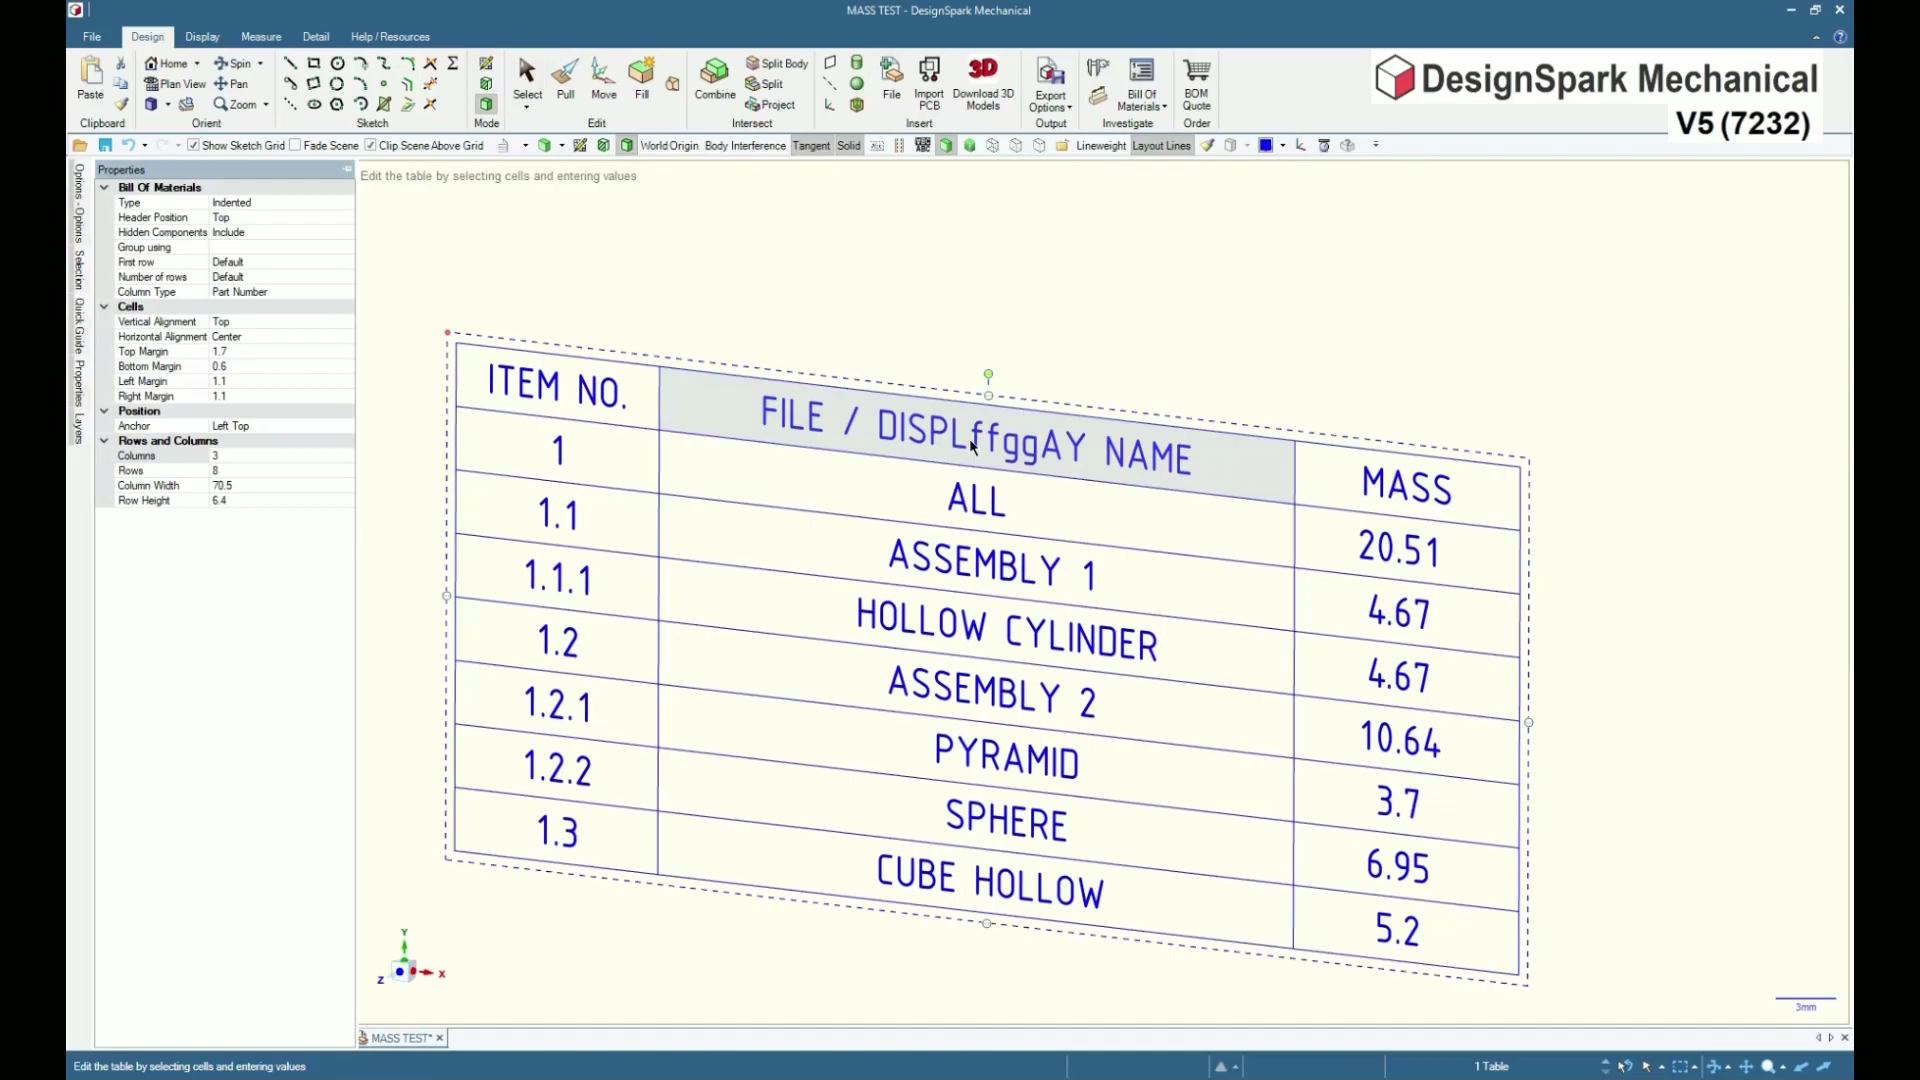 MASS TEST - DesignSpark Mechanical
File Design Display Measure Detail Help / Resources
Paste
Clipboard
Home Spin
Plan View Pan
Zoom
Orient
Sketch
Mode
Select Pull Move Fill
Edit
Combine
Split Body
Split
Project
Intersect
File Import PCB Download 3D Models
Insert
Export Options
Output
Bill Of Materials
Investigate
BOM Quote
Order
DesignSpark Mechanical
V5 (7232)
Show Sketch Grid Fade Scene Clip Scene Above Grid World Origin Body Interference Tangent Solid Lineweight Layout Lines
Options - Options Selection Quick Guide Properties Layers
Properties
Bill Of Materials
Type Indented
Header Position Top
Hidden Components Include
Group using
First row Default
Number of rows Default
Column Type Part Number
Cells
Vertical Alignment Top
Horizontal Alignment Center
Top Margin 1.7
Bottom Margin 0.6
Left Margin 1.1
Right Margin 1.1
Position
Anchor Left Top
Rows and Columns
Columns 3
Rows 8
Column Width 70.5
Row Height 6.4
Edit the table by selecting cells and entering values
ITEM NO. FILE / DISPLffggAY NAME MASS
1 ALL 20.51
1.1 ASSEMBLY 1 4.67
1.1.1 HOLLOW CYLINDER 4.67
1.2 ASSEMBLY 2 10.64
1.2.1 PYRAMID 3.7
1.2.2 SPHERE 6.95
1.3 CUBE HOLLOW 5.2
Y
Z X
3mm
MASS TEST*
Edit the table by selecting cells and entering values 1 Table